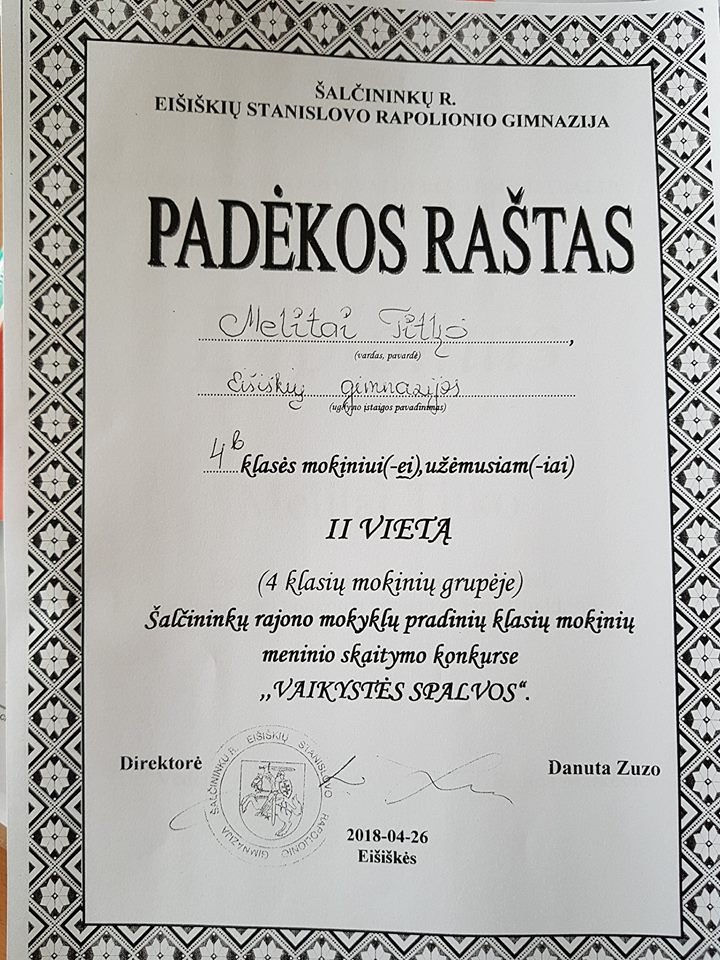 ŠALČININKŲ R.
EIŠIŠKIŲ STANISLOVO RAPOLIONIO GIMNAZIJA
PADĖKOS RAŠTAS
Melitai
(vardas, pavardė)
Eišiškių gimnazijos
(ugdymo įstaigos pavadinimas)
4b klasės mokiniui(-ei),užėmusiam(-iai)
II VIETĄ
(4 klasių mokinių grupėje)
Šalčininkų rajono mokyklų pradinių klasių mokinių
meninio skaitymo konkurse
,,VAIKYSTĖS SPALVOS“.
Direktorė
Danuta Zuzo
ŠALČININKŲ R. EIŠIŠKIŲ STANISLOVO RAPOLIONIO GIMNAZIJA
2018-04-26
Eišiškės